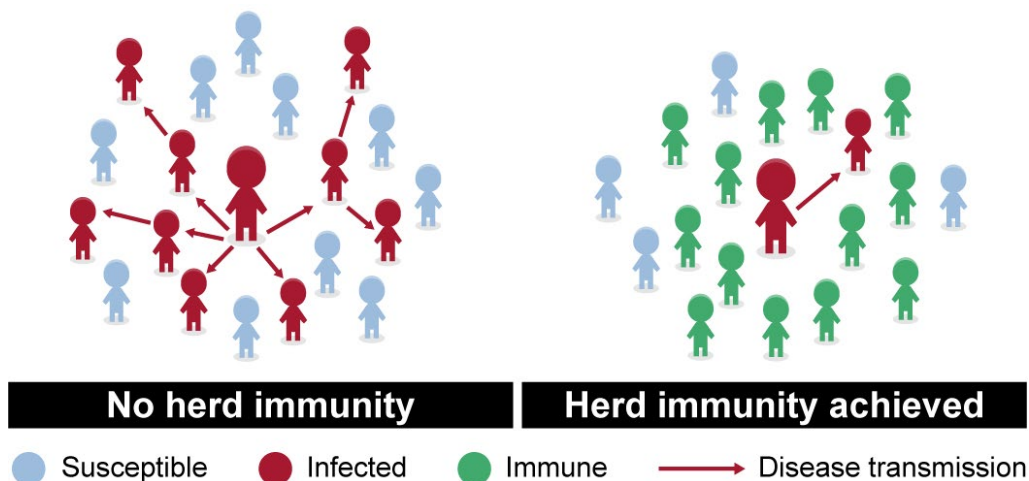 No herd immunity
Herd immunity achieved
Susceptible
Infected
Immune
Disease transmission